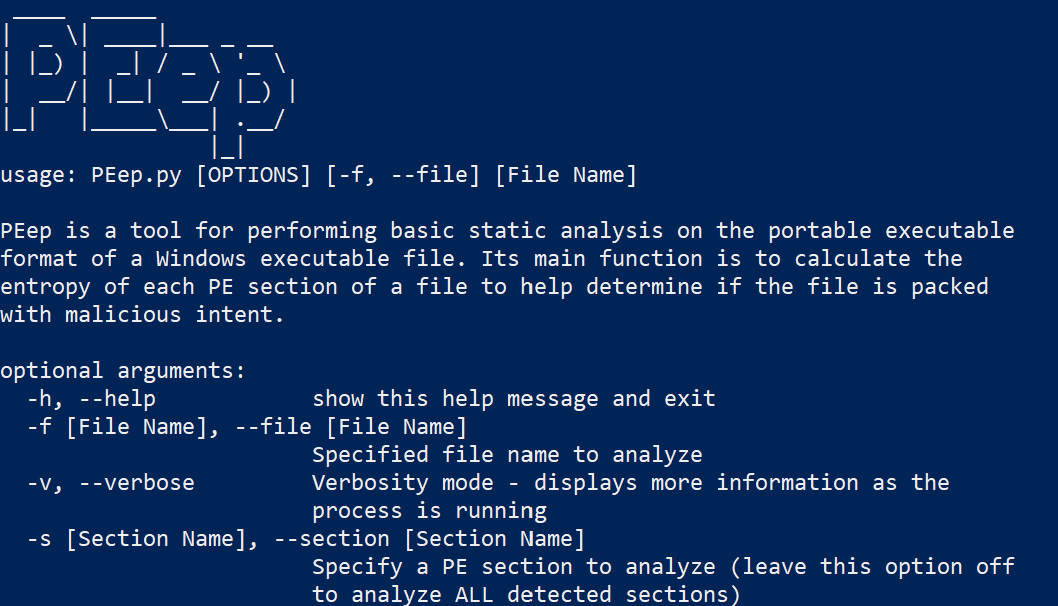 ____  _____
|  _ \| ____|___ _ __
| |_) |  _| / _ \ '_ \
|  __/| |__|  __/ |_) |
|_|   |_____\___| .__/
                |_|
usage: PEep.py [OPTIONS] [-f, --file] [File Name]

PEep is a tool for performing basic static analysis on the portable executable
format of a Windows executable file. Its main function is to calculate the
entropy of each PE section of a file to help determine if the file is packed
with malicious intent.

optional arguments:
  -h, --help            show this help message and exit
  -f [File Name], --file [File Name]
                        Specified file name to analyze
  -v, --verbose         Verbosity mode - displays more information as the
                        process is running
  -s [Section Name], --section [Section Name]
                        Specify a PE section to analyze (leave this option off
                        to analyze ALL detected sections)